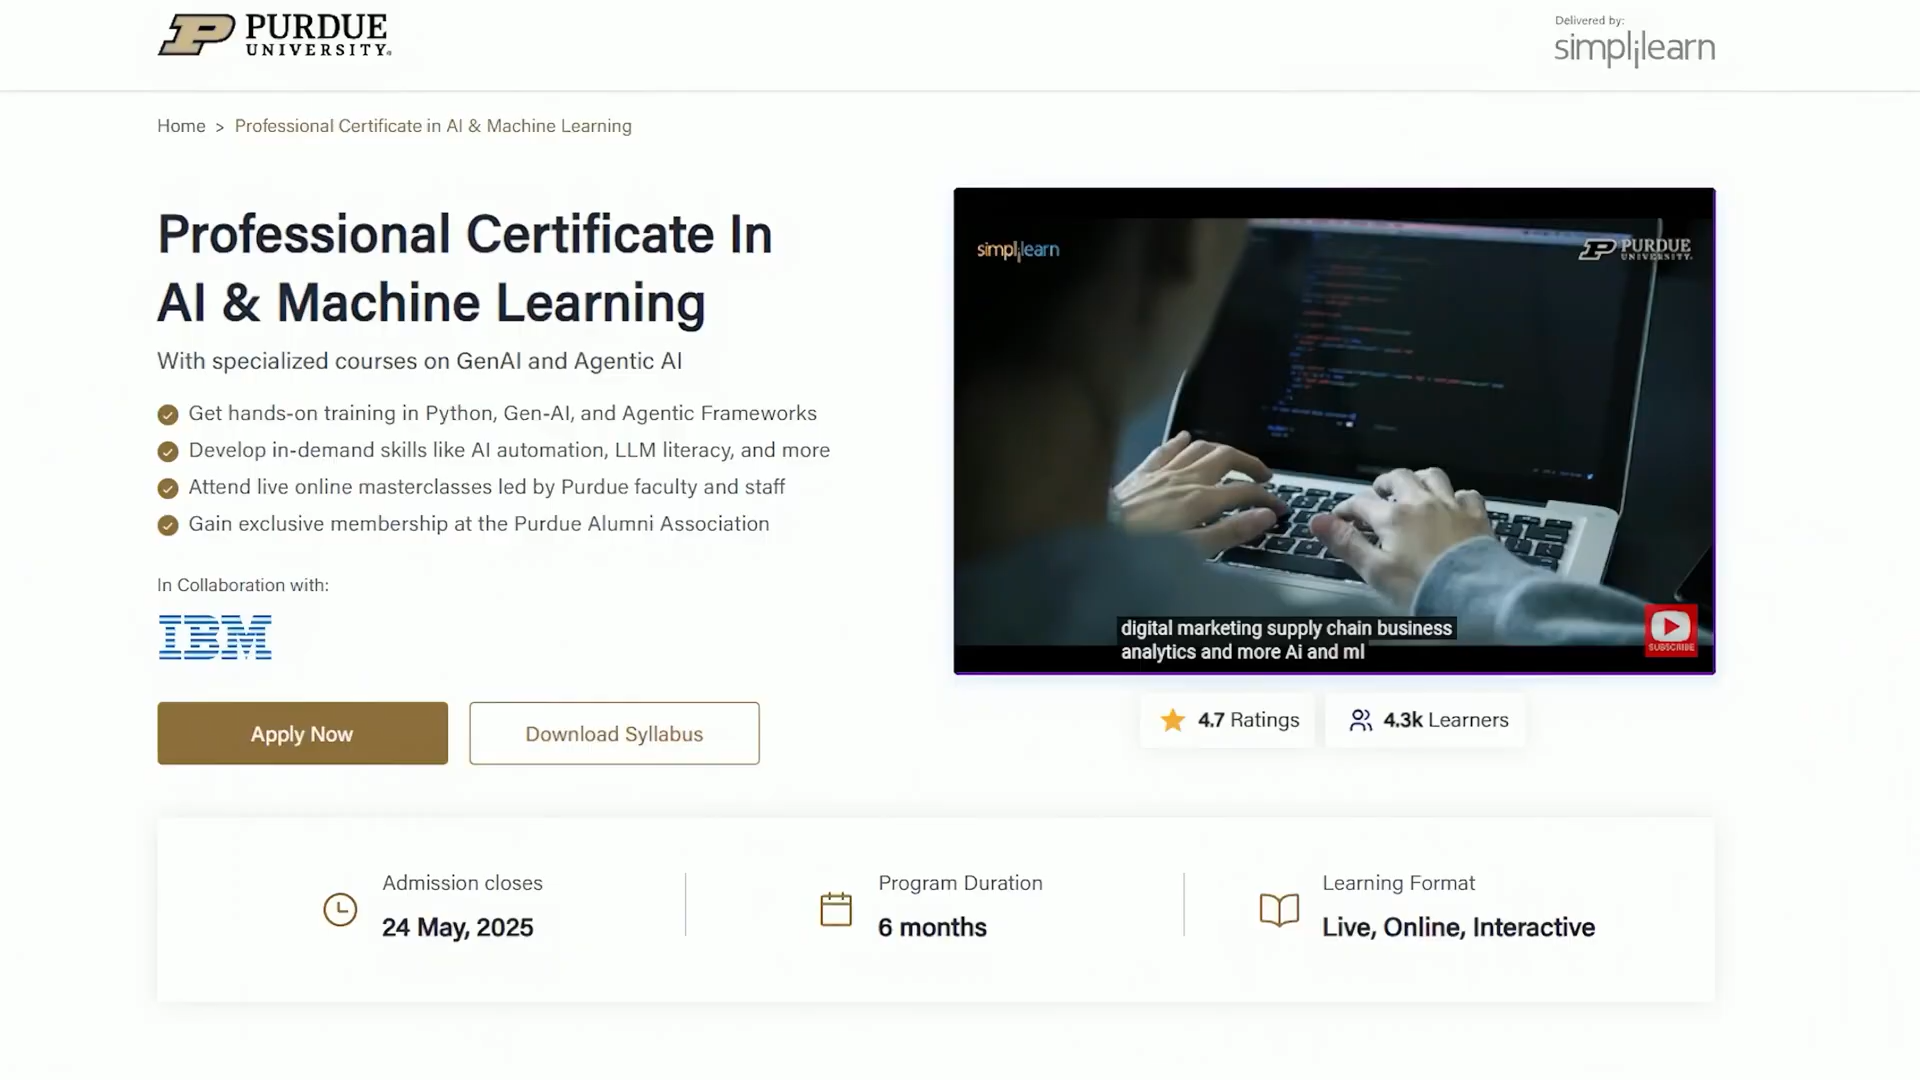 PURDUE
UNIVERSITY.
Delivered by:
simplilearn
Home > Professional Certificate in AI & Machine Learning
Professional Certificate In
AI & Machine Learning
With specialized courses on GenAI and Agentic AI
Get hands-on training in Python, Gen-AI, and Agentic Frameworks
Develop in-demand skills like AI automation, LLM literacy, and more
Attend live online masterclasses led by Purdue faculty and staff
Gain exclusive membership at the Purdue Alumni Association
In Collaboration with:
IBM
Apply Now
Download Syllabus
simplilearn
PURDUE
UNIVERSITY.
digital marketing supply chain business
analytics and more Ai and ml
SUBSCRIBE
4.7 Ratings
4.3k Learners
Admission closes
24 May, 2025
Program Duration
6 months
Learning Format
Live, Online, Interactive